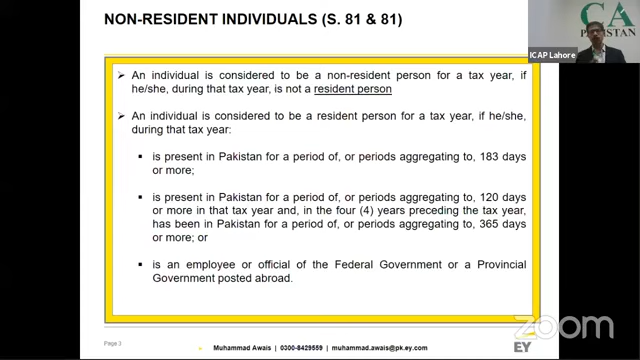 NON-RESIDENT INDIVIDUALS (S. 81 & 81)
CA
PAKISTAN
ICAP Lahore
➢ An individual is considered to be a non-resident person for a tax year, if
he/she, during that tax year, is not a resident person
➢ An individual is considered to be a resident person for a tax year, if he/she,
during that tax year:
▪ is present in Pakistan for a period of, or periods aggregating to, 183 days
or more;
▪ is present in Pakistan for a period of, or periods aggregating to, 120 days
or more in that tax year and, in the four (4) years preceding the tax year,
has been in Pakistan for a period of, or periods aggregating to, 365 days
or more; or
▪ is an employee or official of the Federal Government or a Provincial
Government posted abroad.
zoom
Page 3
Muhammad Awais | 0300-8429559 | muhammad.awais@pk.ey.com
EY